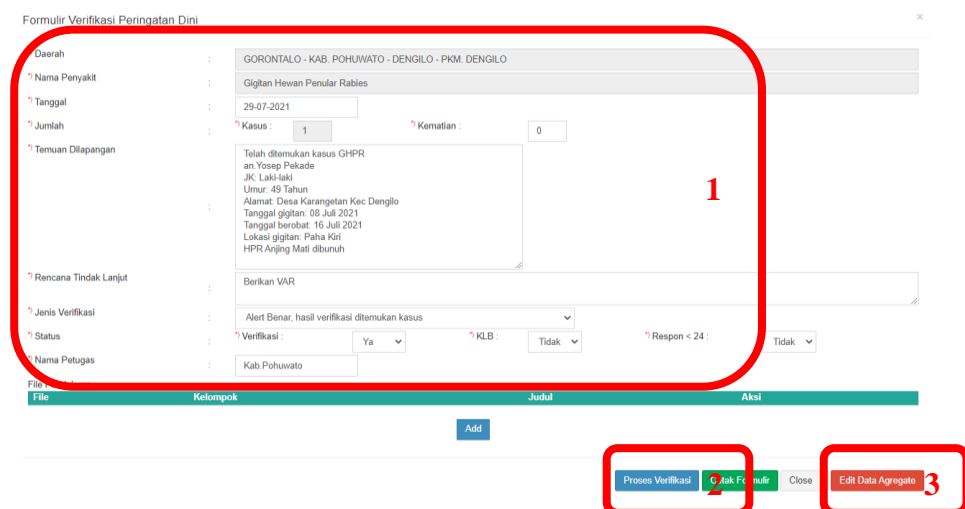 Formulir Verifikasi Peringatan Dini ×
Daerah : GORONTALO - KAB. POHUWATO - DENGILO - PKM. DENGILO
*) Nama Penyakit : Gigitan Hewan Penular Rabies
*) Tanggal : 29-07-2021
*) Jumlah : *) Kasus : 1 *) Kematian : 0
*) Temuan Dilapangan : Telah ditemukan kasus GHPR
an.Yosep Pekade
JK: Laki-laki
Umur: 49 Tahun
Alamat: Desa Karangetan Kec Dengilo
Tanggal gigitan: 08 Juli 2021
Tanggal berobat: 16 Juli 2021
Lokasi gigitan: Paha Kiri
HPR Anjing Mati dibunuh
1
*) Rencana Tindak Lanjut : Berikan VAR
*) Jenis Verifikasi : Alert Benar, hasil verifikasi ditemukan kasus
*) Status : *) Verifikasi : Ya *) KLB : Tidak *) Respon < 24 : Tidak
*) Nama Petugas : Kab.Pohuwato
File
File Kelompok Judul Aksi
Add
Proses Verifikasi 2 Cetak Formulir Close Edit Data Agregate 3